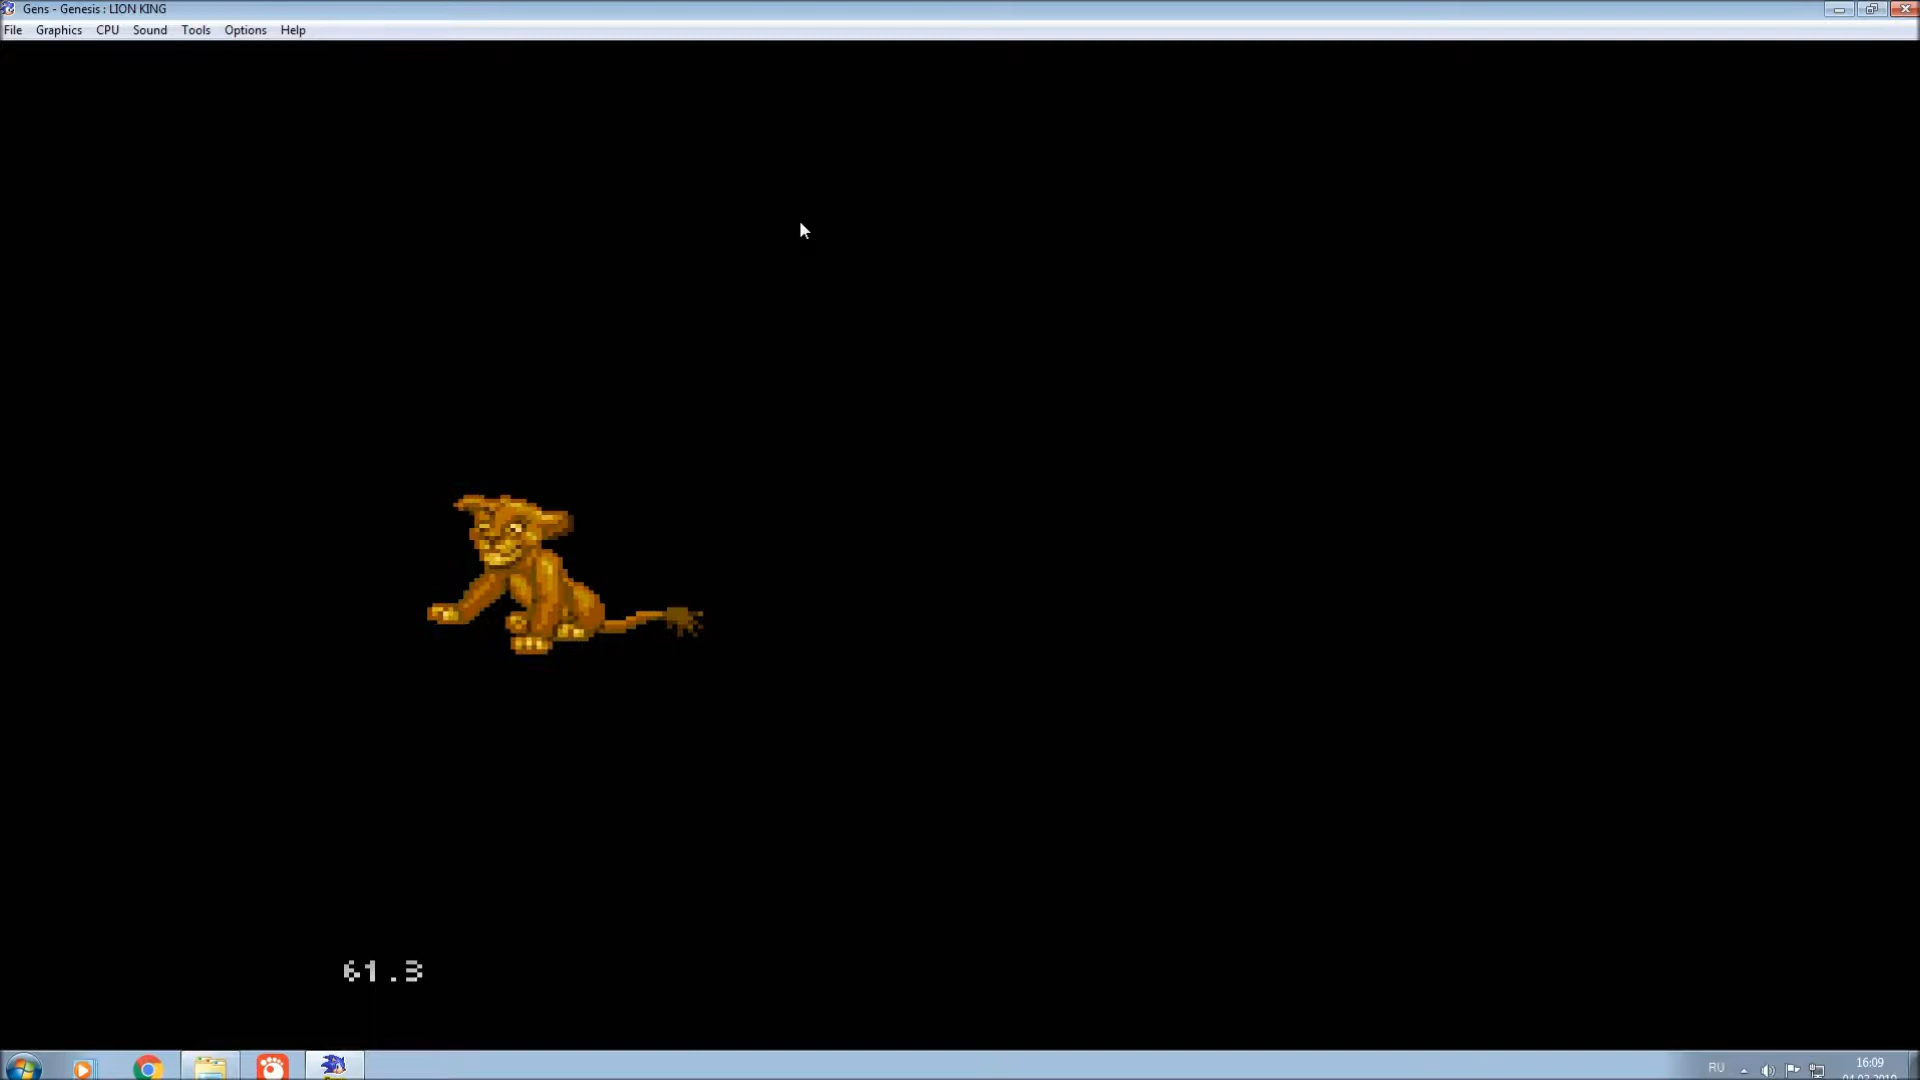 Gens - Genesis : LION KING
File Graphics CPU Sound Tools Options Help
61.3
RU
16:09